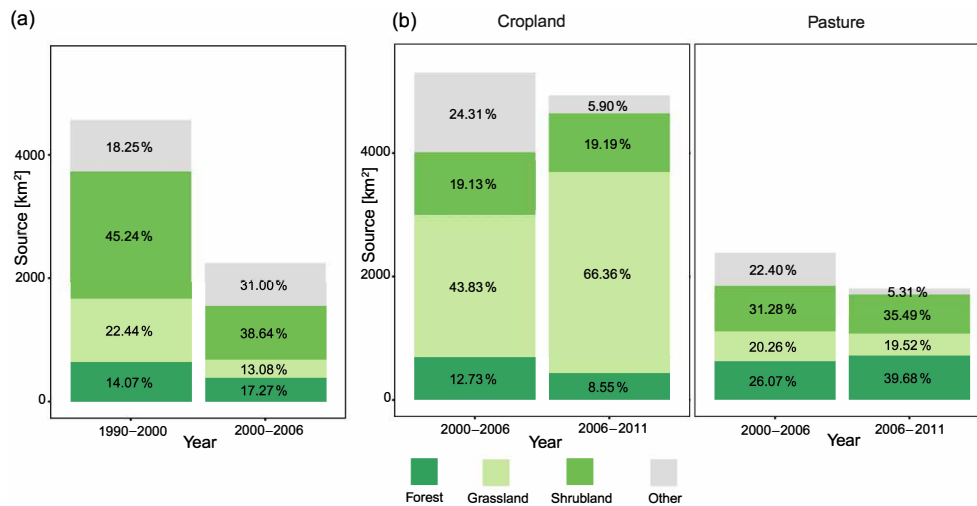 (a)
Source [km²]
4000
2000
0
18.25 %
45.24 %
22.44 %
14.07 %
31.00 %
38.64 %
13.08 %
17.27 %
1990–2000
2000–2006
Year
(b)
Cropland
Pasture
Source [km²]
4000
2000
0
24.31 %
19.13 %
43.83 %
12.73 %
5.90 %
19.19 %
66.36 %
8.55 %
22.40 %
31.28 %
20.26 %
26.07 %
5.31 %
35.49 %
19.52 %
39.68 %
2000–2006
2006–2011
Year
2000–2006
2006–2011
Year
Forest
Grassland
Shrubland
Other